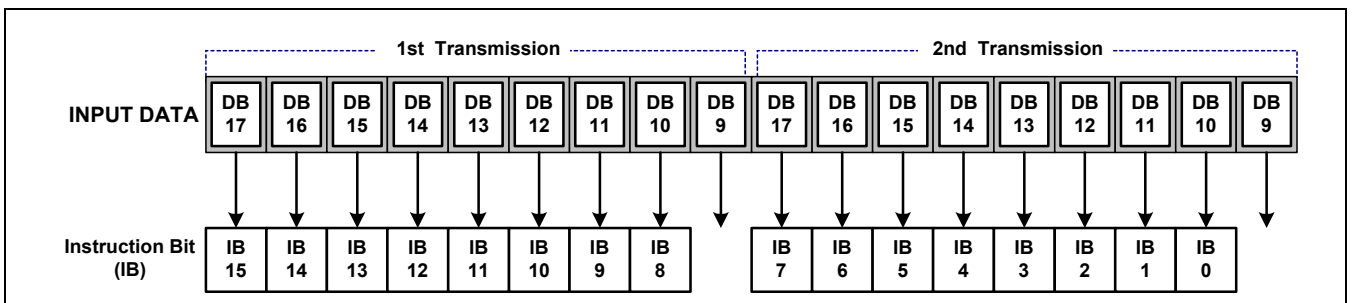 1st Transmission 2nd Transmission
INPUT DATA DB 17 DB 16 DB 15 DB 14 DB 13 DB 12 DB 11 DB 10 DB 9 DB 17 DB 16 DB 15 DB 14 DB 13 DB 12 DB 11 DB 10 DB 9
Instruction Bit (IB) IB 15 IB 14 IB 13 IB 12 IB 11 IB 10 IB 9 IB 8 IB 7 IB 6 IB 5 IB 4 IB 3 IB 2 IB 1 IB 0